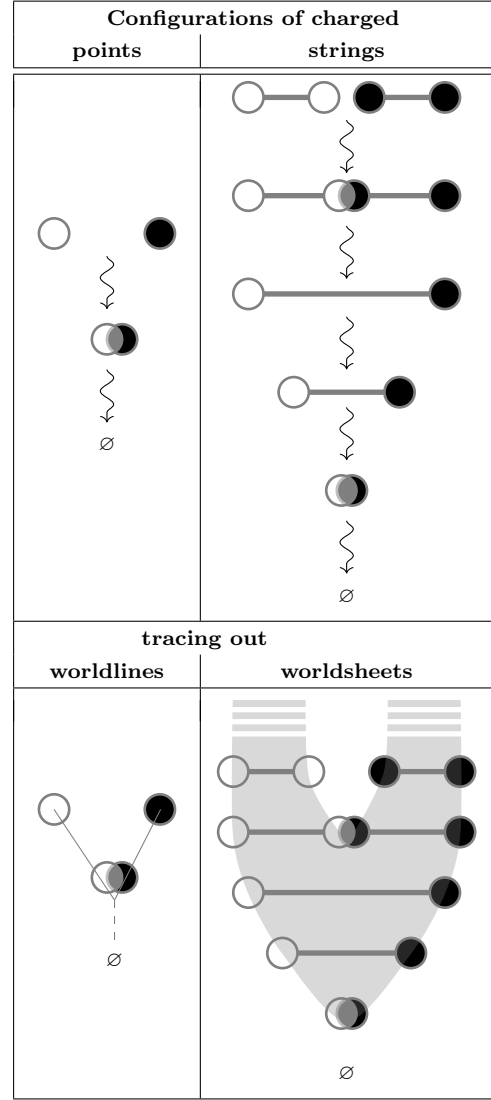 Configurations of charged
points strings
∅
∅
tracing out
worldlines worldsheets
∅
∅